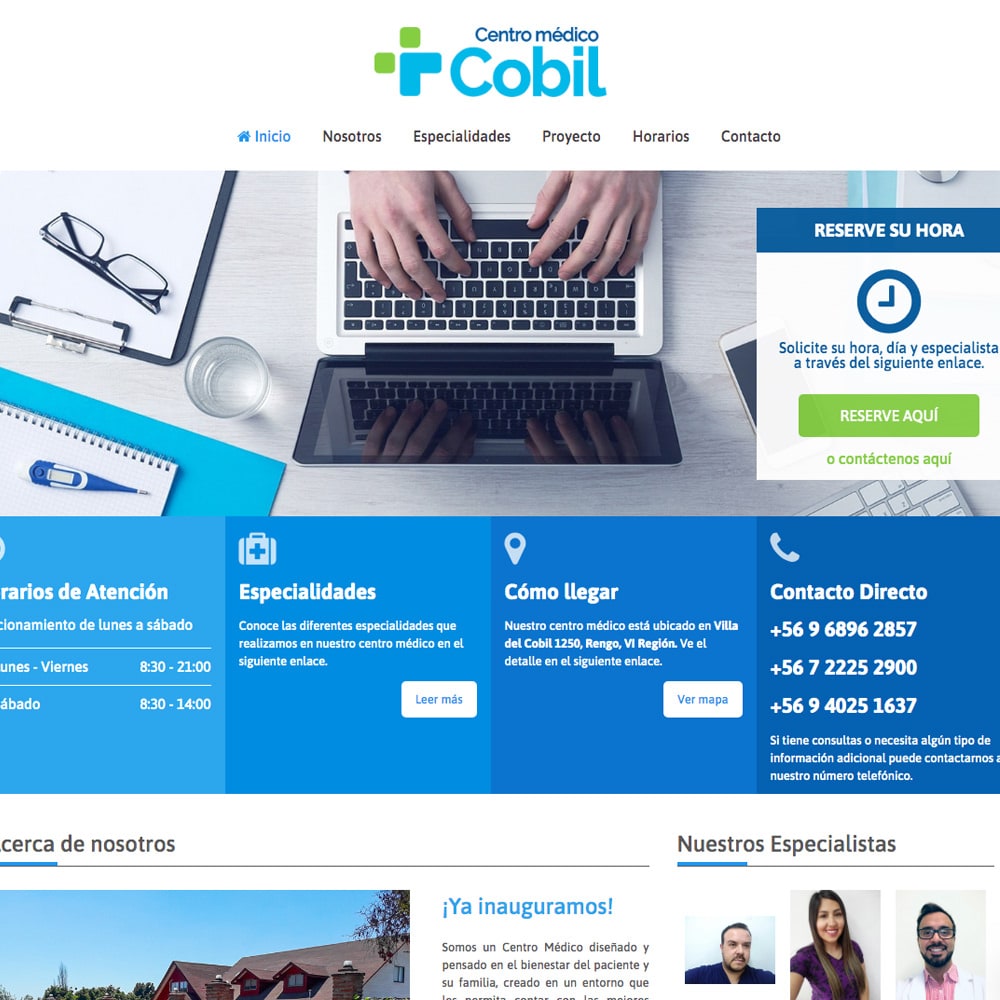 Centro médico
Cobil
Inicio Nosotros Especialidades Proyecto Horarios Contacto
RESERVE SU HORA
Solicite su hora, día y especialista
a través del siguiente enlace.
RESERVE AQUÍ
o contáctenos aquí
rarios de Atención
cionamiento de lunes a sábado
unes - Viernes 8:30 - 21:00
ábado 8:30 - 14:00
Especialidades
Conoce las diferentes especialidades que
realizamos en nuestro centro médico en el
siguiente enlace.
Leer más
Cómo llegar
Nuestro centro médico está ubicado en Villa
del Cobil 1250, Rengo, VI Región. Ve el
detalle en el siguiente enlace.
Ver mapa
Contacto Directo
+56 9 6896 2857
+56 7 2225 2900
+56 9 4025 1637
Si tiene consultas o necesita algún tipo de
información adicional puede contactarnos a
nuestro número telefónico.
cerca de nosotros
¡Ya inauguramos!
Somos un Centro Médico diseñado y
pensado en el bienestar del paciente y
su familia, creado en un entorno que
les permita contar con las mejores
Nuestros Especialistas